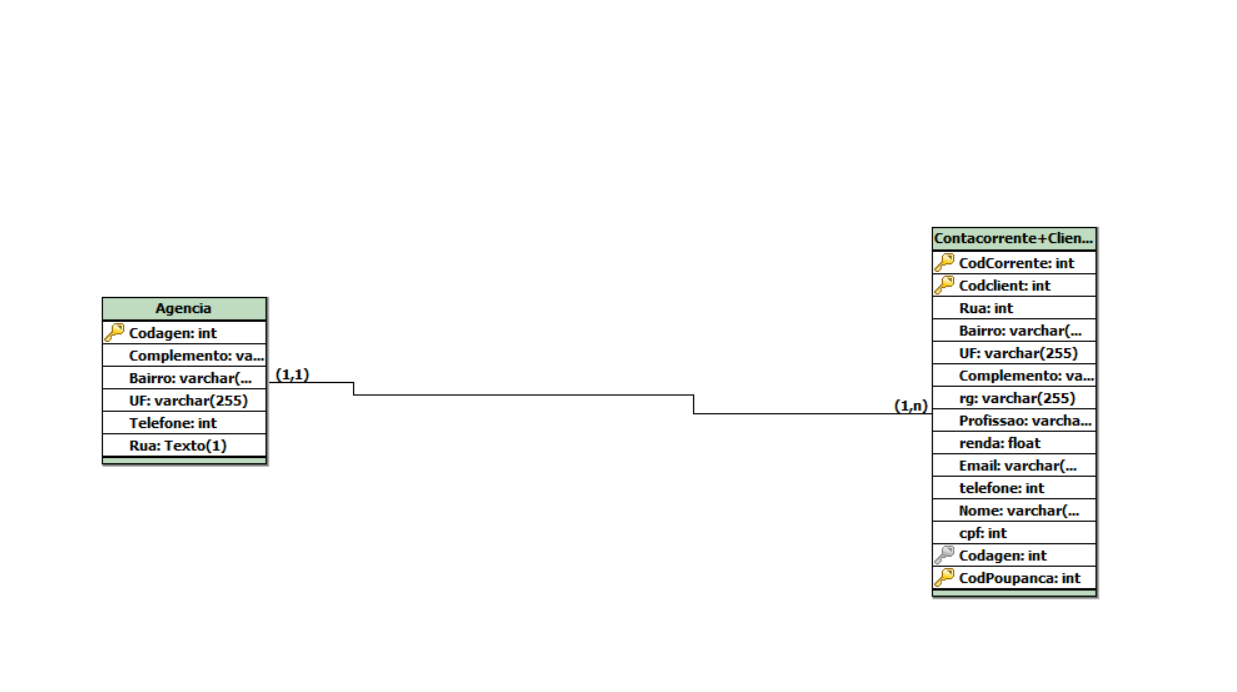 Agencia
Codagen: int
Complemento: va...
Bairro: varchar(...
UF: varchar(255)
Telefone: int
Rua: Texto(1)
(1,1)
(1,n)
Contacorrente+Clien...
CodCorrente: int
Codclient: int
Rua: int
Bairro: varchar(...
UF: varchar(255)
Complemento: va...
rg: varchar(255)
Profissao: varcha...
renda: float
Email: varchar(...
telefone: int
Nome: varchar(...
cpf: int
Codagen: int
CodPoupanca: int